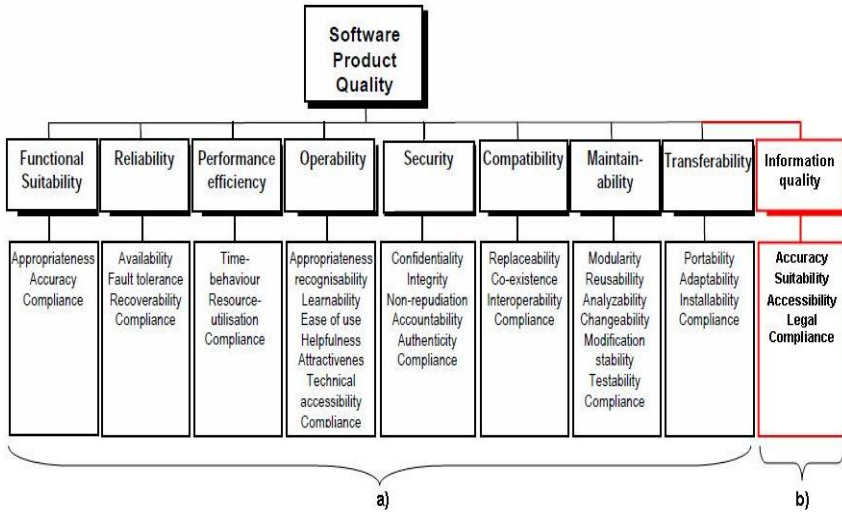 Software
Product
Quality
Functional
Suitability
Reliability
Performance
efficiency
Operability
Security
Compatibility
Maintain-
ability
Transferability
Information
quality
Appropriateness
Accuracy
Compliance
Availability
Fault tolerance
Recoverability
Compliance
Time-
behaviour
Resource-
utilisation
Compliance
Appropriateness
recognisability
Learnability
Ease of use
Helpfulness
Attractivenes
Technical
accessibility
Compliance
Confidentiality
Integrity
Non-repudiation
Accountability
Authenticity
Compliance
Replaceability
Co-existence
Interoperability
Compliance
Modularity
Reusability
Analyzability
Changeability
Modification
stability
Testability
Compliance
Portability
Adaptability
Installability
Compliance
Accuracy
Suitability
Accessibility
Legal
Compliance
a)
b)